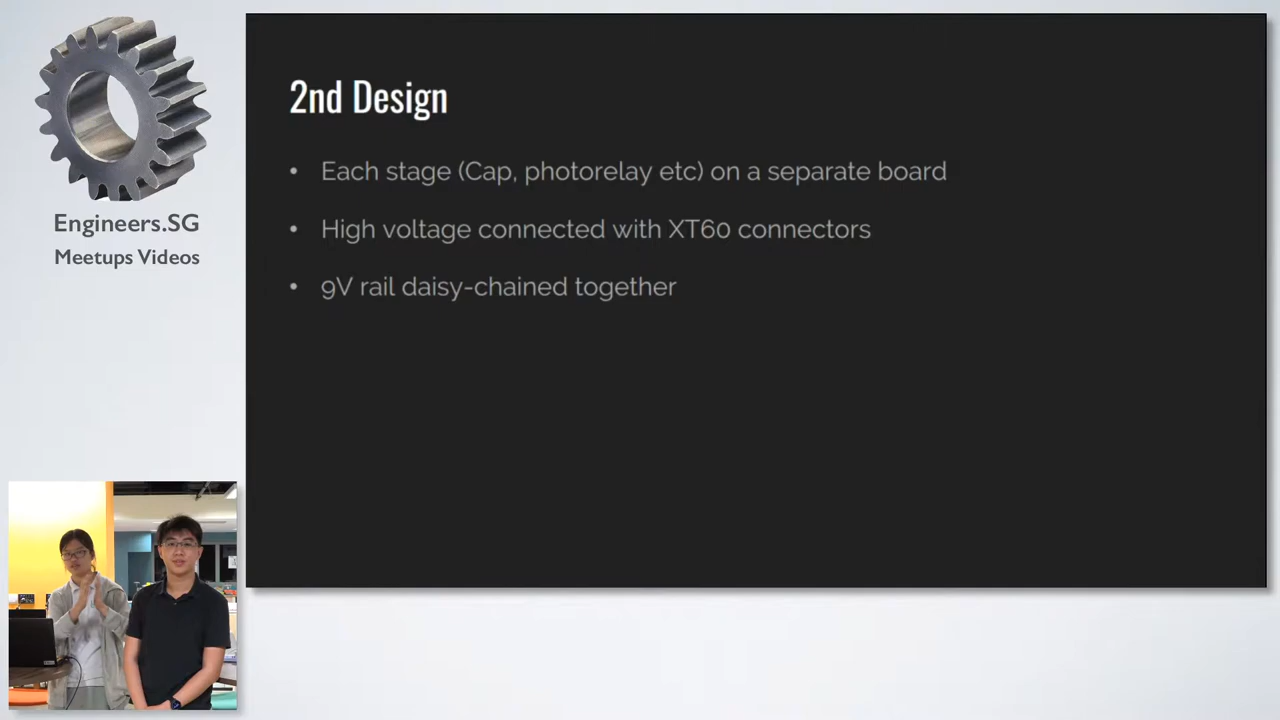 Engineers.SG
Meetups Videos
2nd Design
• Each stage (Cap, photorelay etc) on a separate board
• High voltage connected with XT60 connectors
• 9V rail daisy-chained together